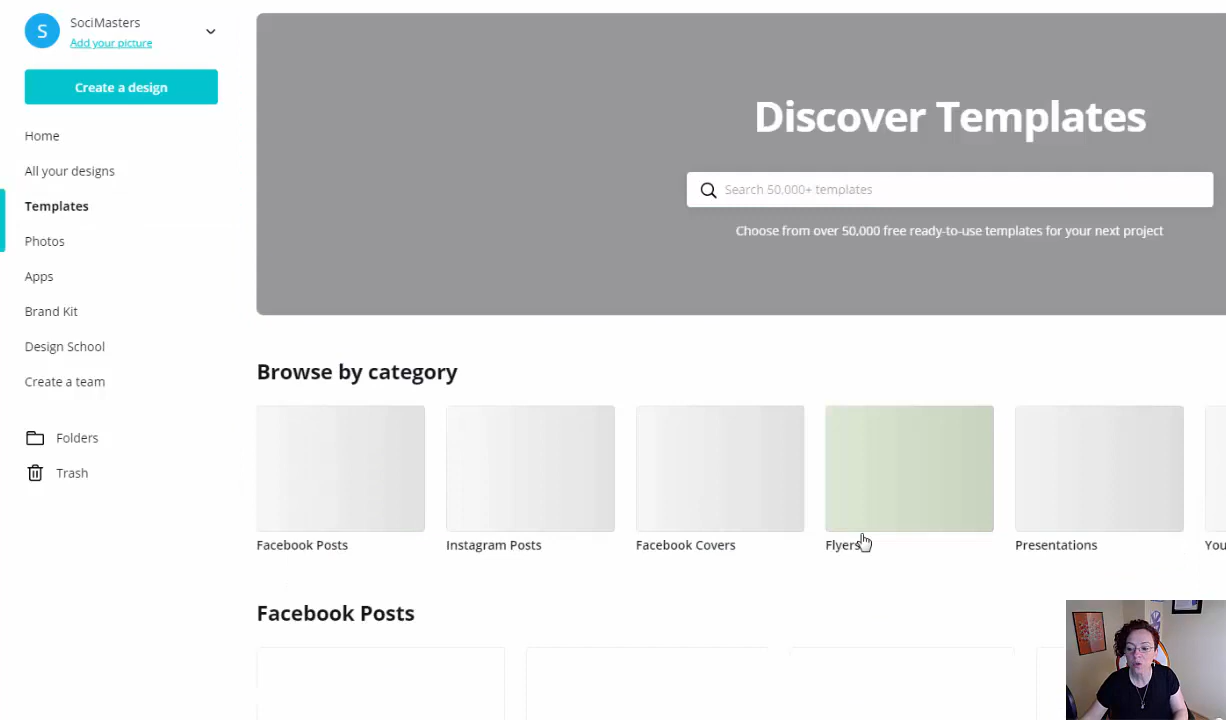 S
SociMasters
Add your picture
Create a design
Home
All your designs
Templates
Photos
Apps
Brand Kit
Design School
Create a team
Folders
Trash
Discover Templates
Search 50,000+ templates
Choose from over 50,000 free ready-to-use templates for your next project
Browse by category
Facebook Posts
Instagram Posts
Facebook Covers
Flyers
Presentations
You
Facebook Posts